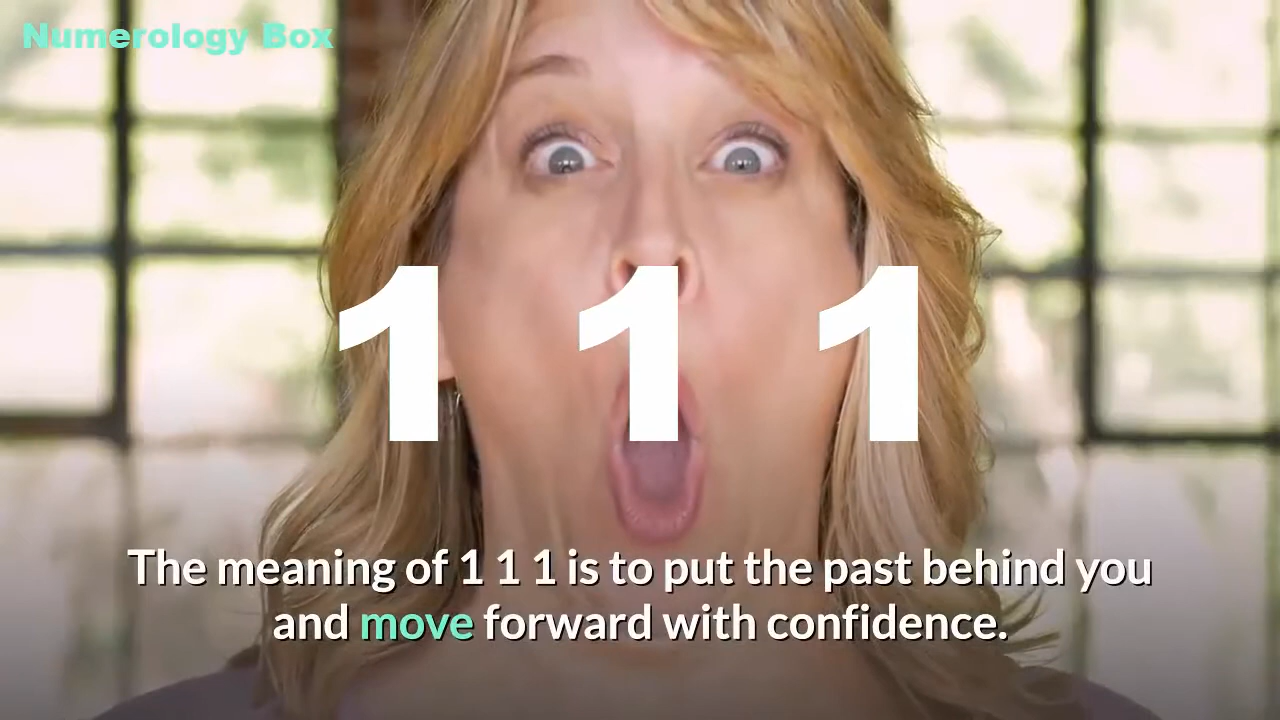 Numerology Box
1 1 1
The meaning of 1 1 1 is to put the past behind you
and move forward with confidence.